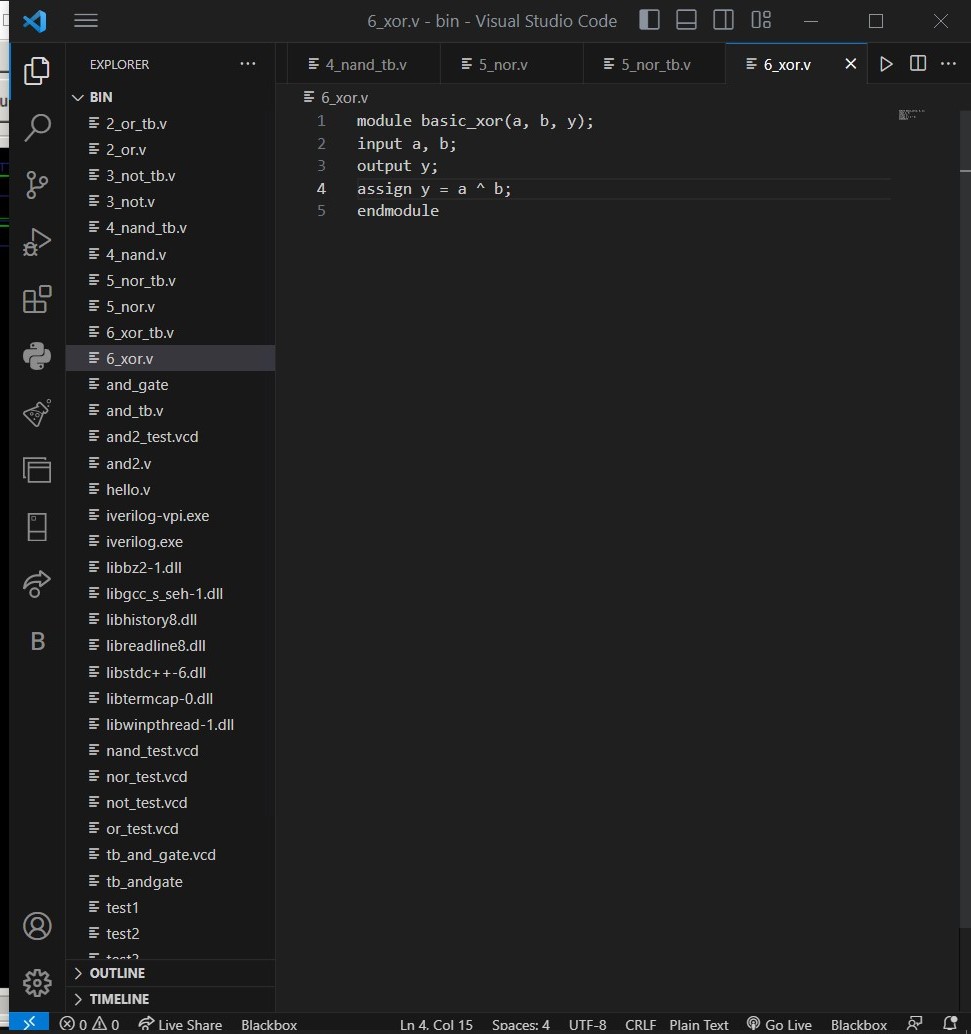 6_xor.v - bin - Visual Studio Code
EXPLORER
4_nand_tb.v
5_nor.v
5_nor_tb.v
6_xor.v
BIN
2_or_tb.v
2_or.v
3_not_tb.v
3_not.v
4_nand_tb.v
4_nand.v
5_nor_tb.v
5_nor.v
6_xor_tb.v
6_xor.v
and_gate
and_tb.v
and2_test.vcd
and2.v
hello.v
iverilog-vpi.exe
iverilog.exe
libbz2-1.dll
libgcc_s_seh-1.dll
libhistory8.dll
libreadline8.dll
libstdc++-6.dll
libtermcap-0.dll
libwinpthread-1.dll
nand_test.vcd
nor_test.vcd
not_test.vcd
or_test.vcd
tb_and_gate.vcd
tb_andgate
test1
test2
OUTLINE
TIMELINE
6_xor.v
1 module basic_xor(a, b, y);
2 input a, b;
3 output y;
4 assign y = a ^ b;
5 endmodule
B
0 0 Live Share Blackbox Ln 4, Col 15 Spaces: 4 UTF-8 CRLF Plain Text Go Live Blackbox